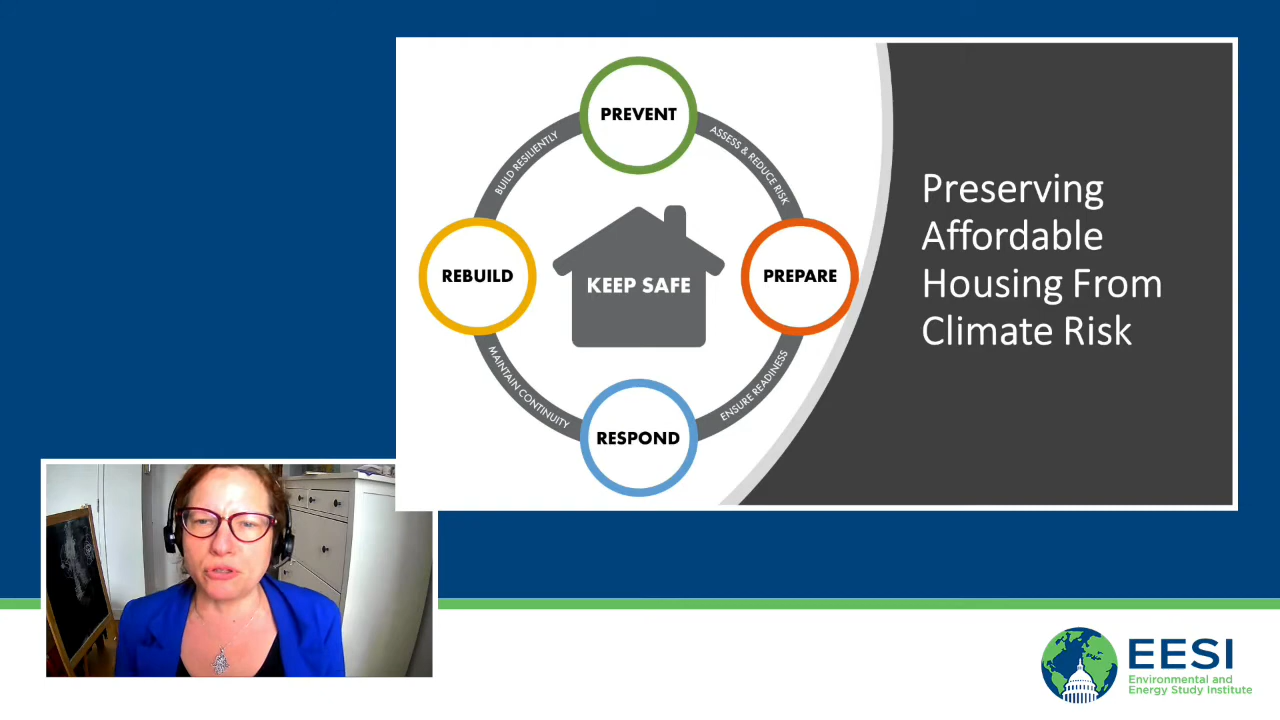 PREVENT
BUILD RESILIENTLY
ASSESS & REDUCE RISK
REBUILD
KEEP SAFE
PREPARE
MAINTAIN CONTINUITY
ENSURE READINESS
RESPOND
Preserving
Affordable
Housing From
Climate Risk
EESI
Environmental and
Energy Study Institute